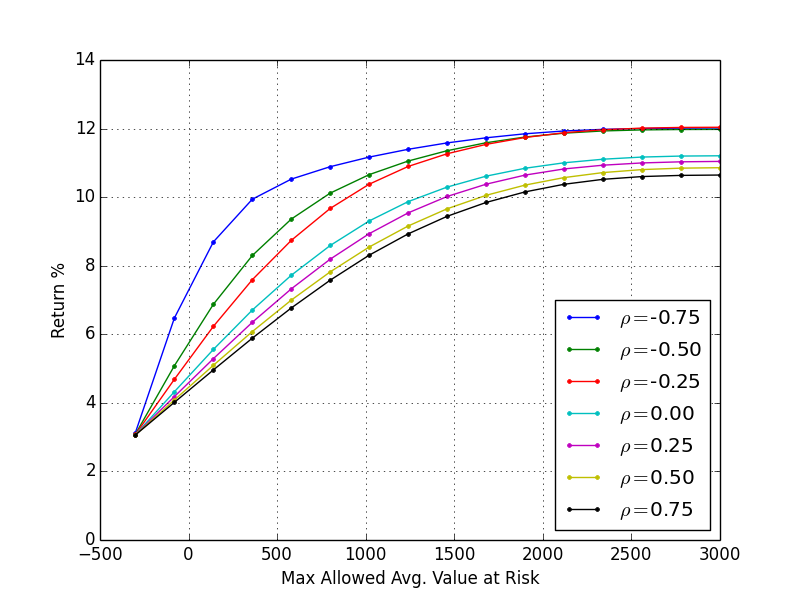 14
12
10
8
6
4
2
0
Return %
−500
0
500
1000
1500
2000
2500
3000
Max Allowed Avg. Value at Risk
ρ=-0.75
ρ=-0.50
ρ=-0.25
ρ=0.00
ρ=0.25
ρ=0.50
ρ=0.75